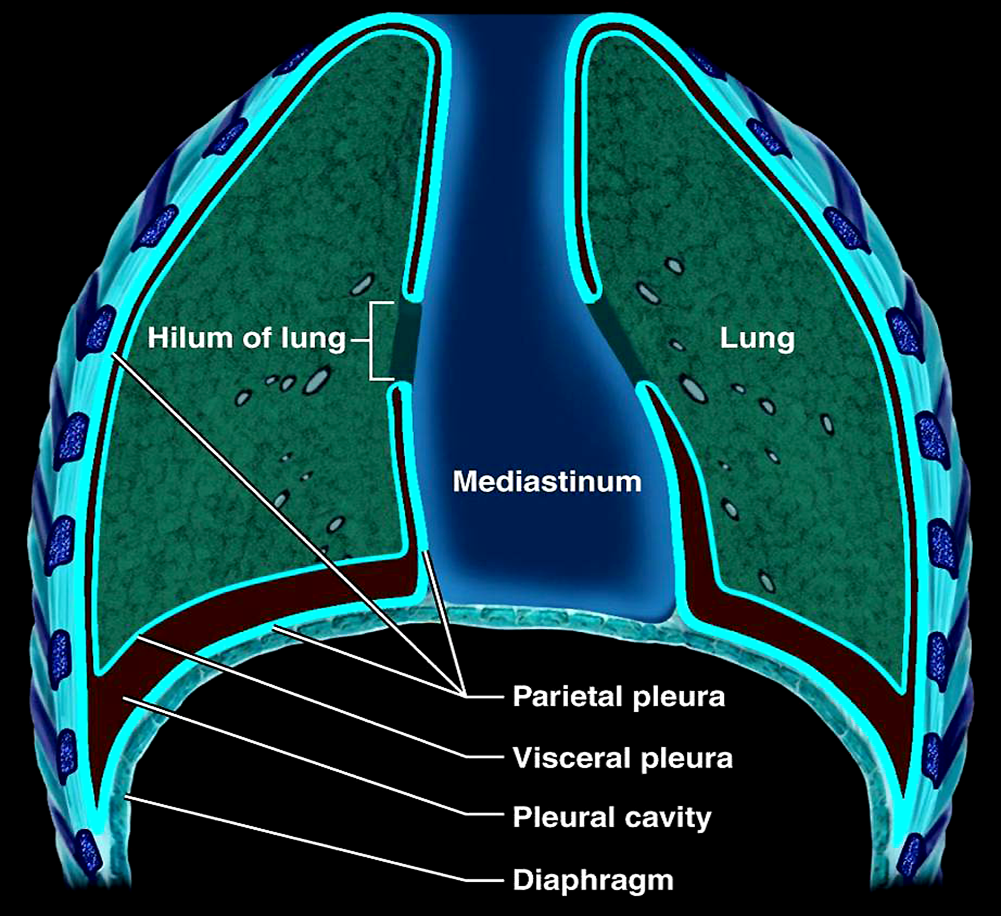 Hilum of lung
Lung
Mediastinum
Parietal pleura
Visceral pleura
Pleural cavity
Diaphragm